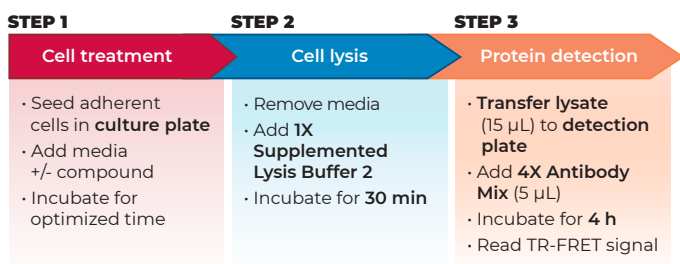 STEP 1
Cell treatment
· Seed adherent
cells in culture plate
· Add media
+/- compound
· Incubate for
optimized time
STEP 2
Cell lysis
· Remove media
· Add 1X
Supplemented
Lysis Buffer 2
· Incubate for 30 min
STEP 3
Protein detection
· Transfer lysate
(15 µL) to detection
plate
· Add 4X Antibody
Mix (5 µL)
· Incubate for 4 h
· Read TR-FRET signal